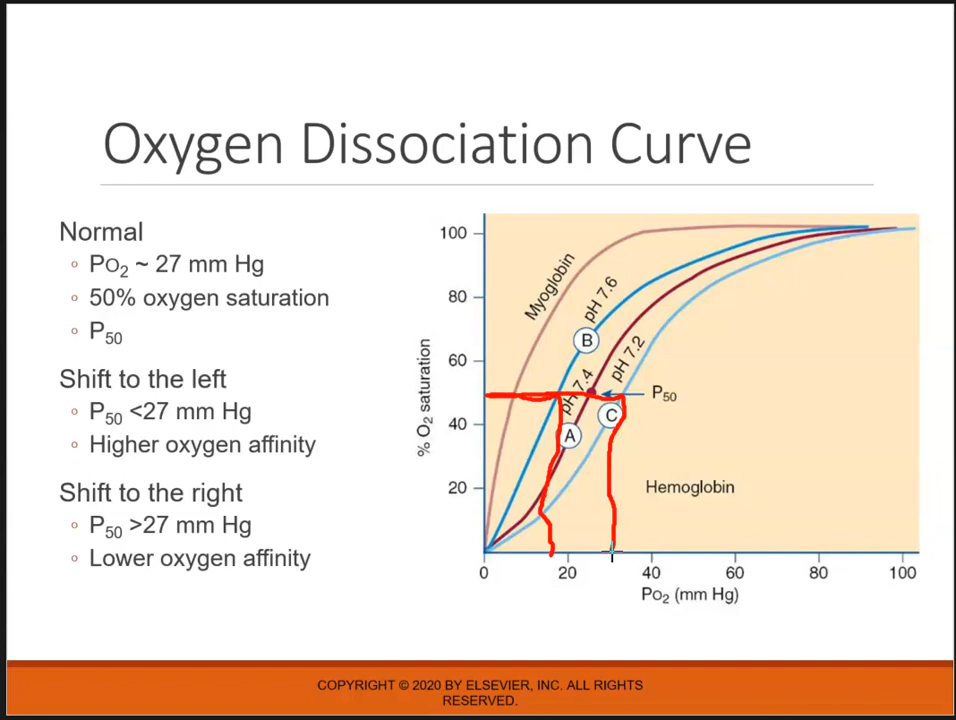 Oxygen Dissociation Curve
Normal
◦ PO₂ ~ 27 mm Hg
◦ 50% oxygen saturation
◦ P₅₀
Shift to the left
◦ P₅₀ <27 mm Hg
◦ Higher oxygen affinity
Shift to the right
◦ P₅₀ >27 mm Hg
◦ Lower oxygen affinity
% O₂ saturation
100
80
60
40
20
Myoglobin
pH 7.6
B
pH 7.2
pH 7.4
P₅₀
C
A
Hemoglobin
0 20 40 60 80 100
PO₂ (mm Hg)
COPYRIGHT © 2020 BY ELSEVIER, INC. ALL RIGHTS
RESERVED.